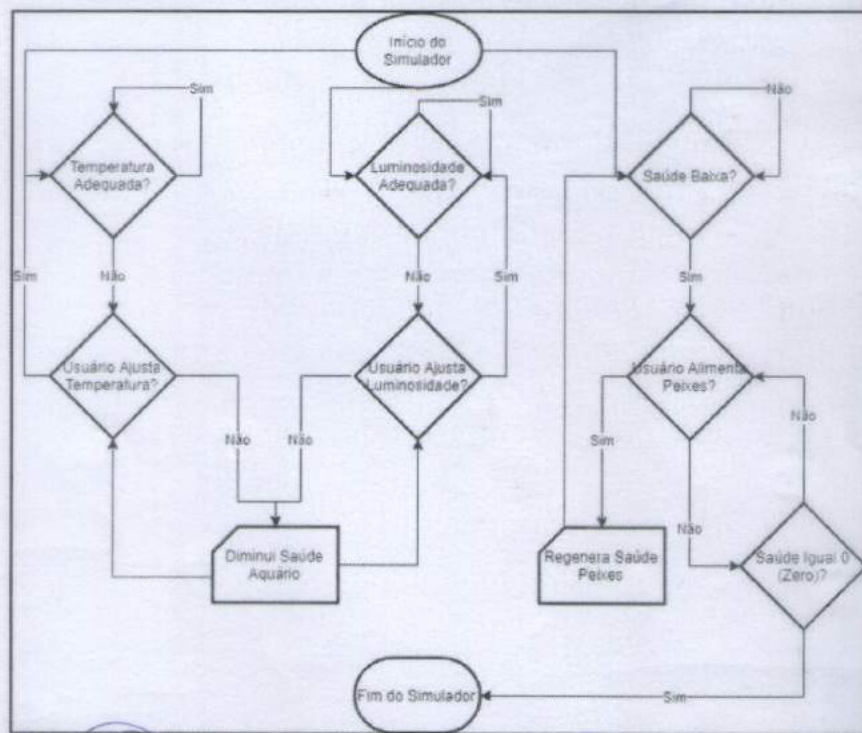 Início do
Simulador
Sim
Sim
Não
Temperatura
Adequada?
Luminosidade
Adequada?
Saúde Baixa?
Sim
Não
Não
Sim
Sim
Usuário Ajusta
Temperatura?
Usuário Ajusta
Luminosidade?
Usuário Alimenta
Peixes?
Não
Não
Sim
Não
Não
Diminui Saúde
Aquário
Regenera Saúde
Peixes
Saúde Igual 0
(Zero)?
Fim do Simulador
Sim